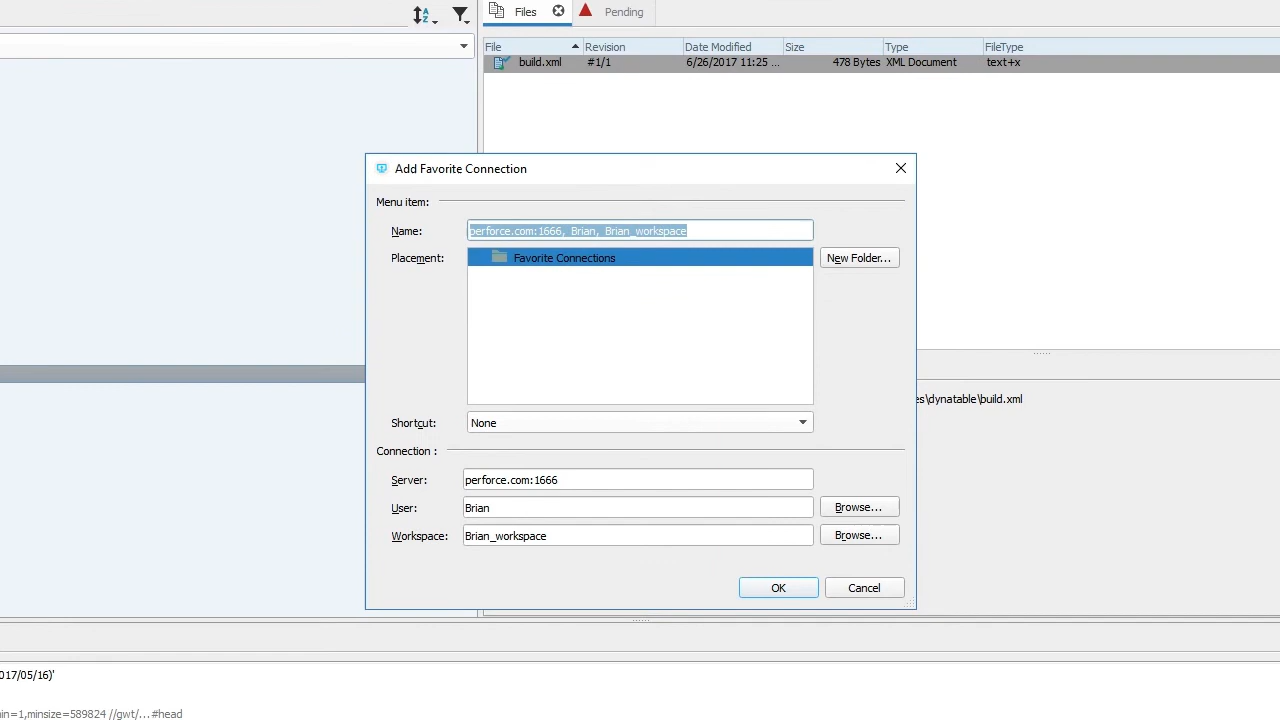 Files
Pending
File Revision Date Modified Size Type FileType
build.xml #1/1 6/26/2017 11:25 ... 478 Bytes XML Document text+x
Add Favorite Connection
Menu item:
Name: perforce.com:1666, Brian, Brian_workspace
Placement: Favorite Connections New Folder...
Shortcut: None
Connection :
Server: perforce.com:1666
User: Brian Browse...
Workspace: Brian_workspace Browse...
OK Cancel
es\dynatable\build.xml
017/05/16)'
in=1,minsize=589824 //gwt/... #head